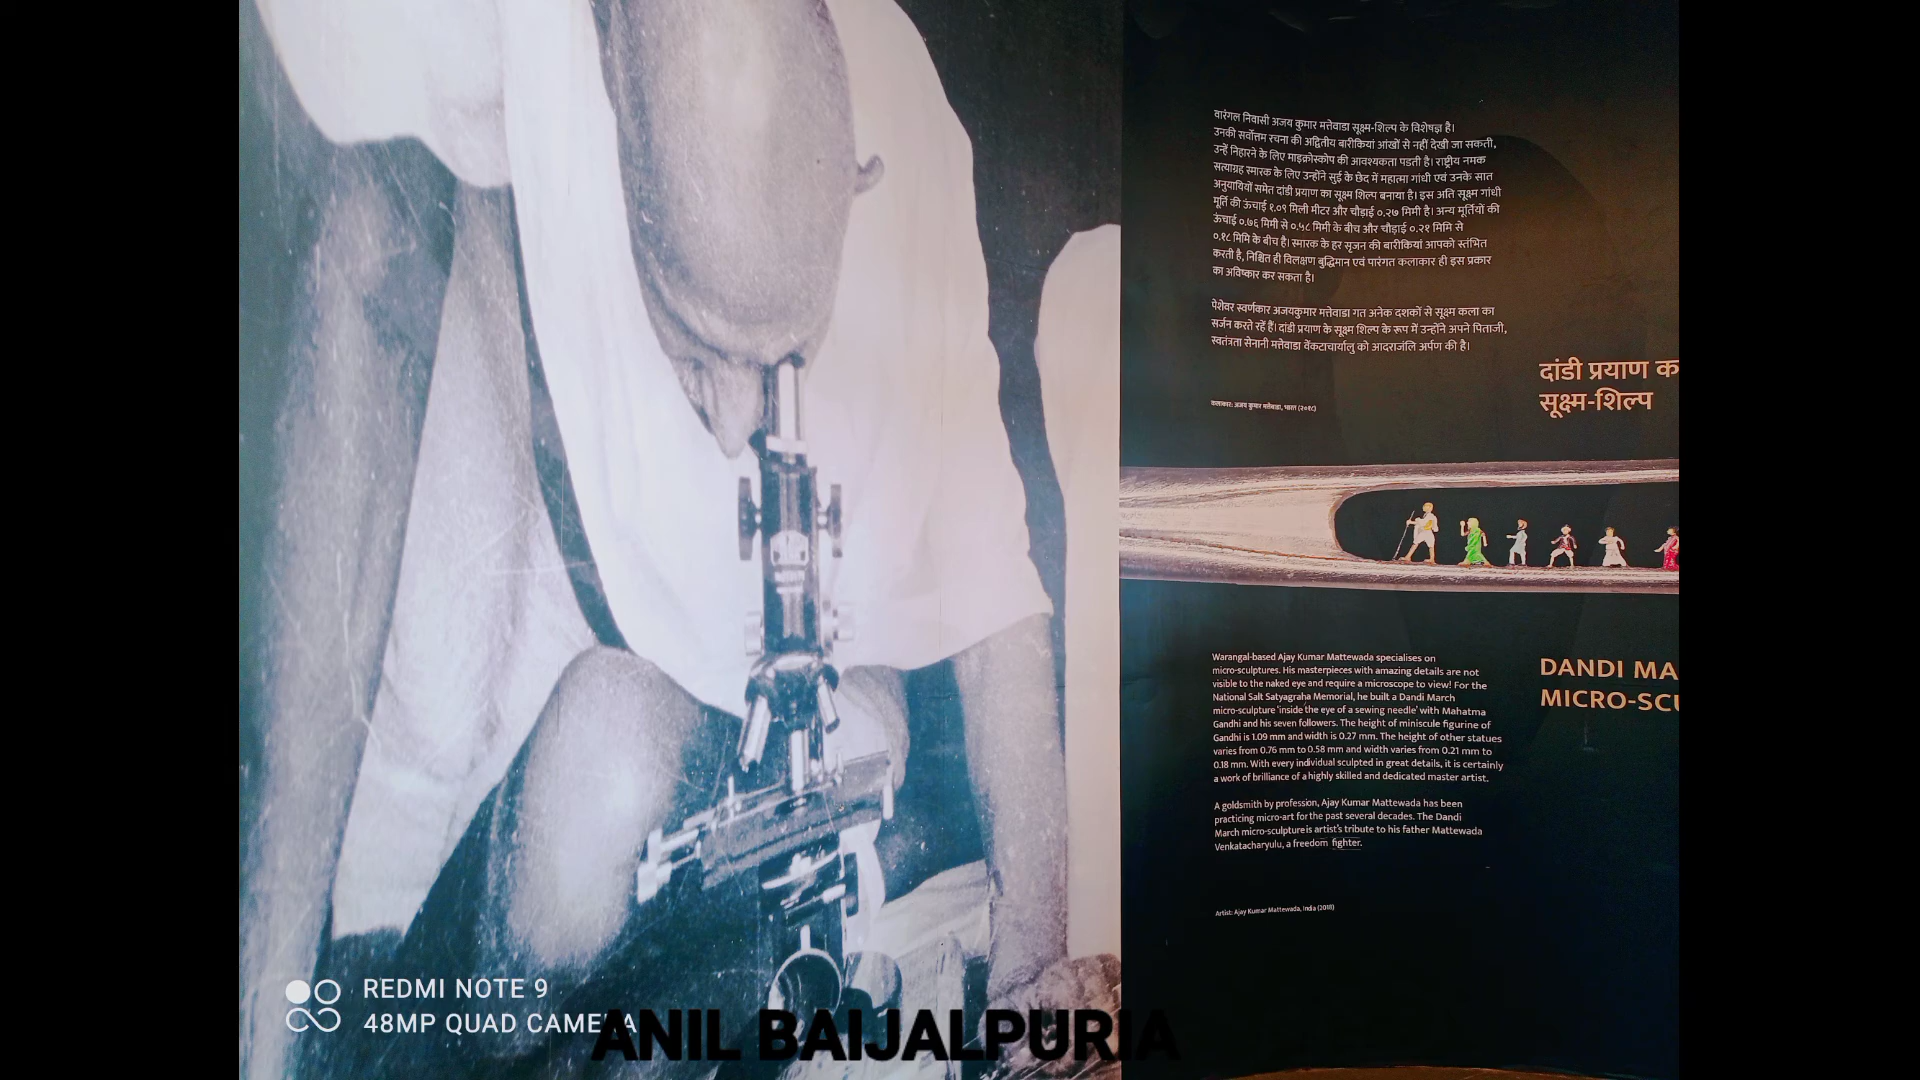 वारंगल निवासी अजय कुमार मत्तेवाडा सूक्ष्म-शिल्प के विशेषज्ञ है।
उनकी सर्वोत्तम रचना की अद्वितीय बारीकियां आंखों से नहीं देखी जा सकती,
उन्हें निहारने के लिए माइक्रोस्कोप की आवश्यकता पडती है। राष्ट्रीय नमक
सत्याग्रह स्मारक के लिए उन्होंने सुई के छेद में महात्मा गांधी एवं उनके सात
अनुयायियों समेत दांडी प्रयाण का सूक्ष्म शिल्प बनाया है। इस अति सूक्ष्म गांधी
मूर्ति की ऊंचाई १.०९ मिली मीटर और चौड़ाई ०.२७ मिमी है। अन्य मूर्तियों की
ऊंचाई ०.७६ मिमी से ०.५८ मिमी के बीच और चौड़ाई ०.२१ मिमि से
०.१८ मिमि के बीच है। स्मारक के हर सृजन की बारीकियां आपको स्तंभित
करती है, निश्चित ही विलक्षण बुद्धिमान एवं पारंगत कलाकार ही इस प्रकार
का अविष्कार कर सकता है।
पेशेवर स्वर्णकार अजयकुमार मत्तेवाडा गत अनेक दशकों से सूक्ष्म कला का
सर्जन करते रहें हैं। दांडी प्रयाण के सूक्ष्म शिल्प के रूप में उन्होंने अपने पिताजी,
स्वतंत्रता सेनानी मत्तेवाडा वेंकटाचार्यालु को आदरांजलि अर्पण की है।
कलाकार: अजय कुमार मत्तेवाडा, भारत (२०१८)
दांडी प्रयाण क
सूक्ष्म-शिल्प
Warangal-based Ajay Kumar Mattewada specialises on
micro-sculptures. His masterpieces with amazing details are not
visible to the naked eye and require a microscope to view! For the
National Salt Satyagraha Memorial, he built a Dandi March
micro-sculpture 'inside the eye of a sewing needle' with Mahatma
Gandhi and his seven followers. The height of miniscule figurine of
Gandhi is 1.09 mm and width is 0.27 mm. The height of other statues
varies from 0.76 mm to 0.58 mm and width varies from 0.21 mm to
0.18 mm. With every individual sculpted in great details, it is certainly
a work of brilliance of a highly skilled and dedicated master artist.
A goldsmith by profession, Ajay Kumar Mattewada has been
practicing micro-art for the past several decades. The Dandi
March micro-sculpture is artist's tribute to his father Mattewada
Venkatacharyulu, a freedom fighter.
Artist: Ajay Kumar Mattewada, India (2018)
DANDI MA
MICRO-SCU
REDMI NOTE 9
48MP QUAD CAMERA
ANIL BAIJALPURIA